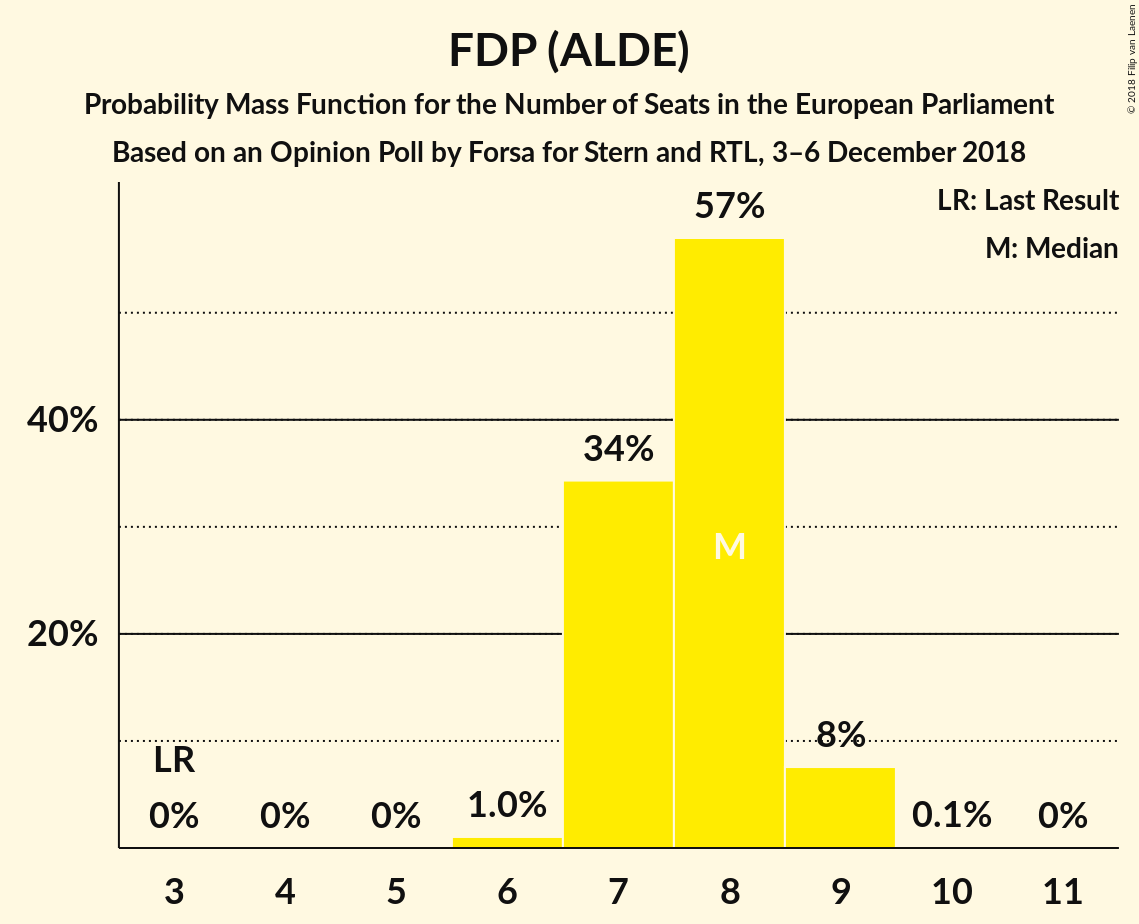 FDP (ALDE)
Probability Mass Function for the Number of Seats in the European Parliament
Based on an Opinion Poll by Forsa for Stern and RTL, 3–6 December 2018
© 2018 Filip van Laenen
LR: Last Result
M: Median
57%
40%
34%
M
20%
8%
LR
0%
0%
0%
1.0%
0.1%
0%
3
4
5
6
7
8
9
10
11